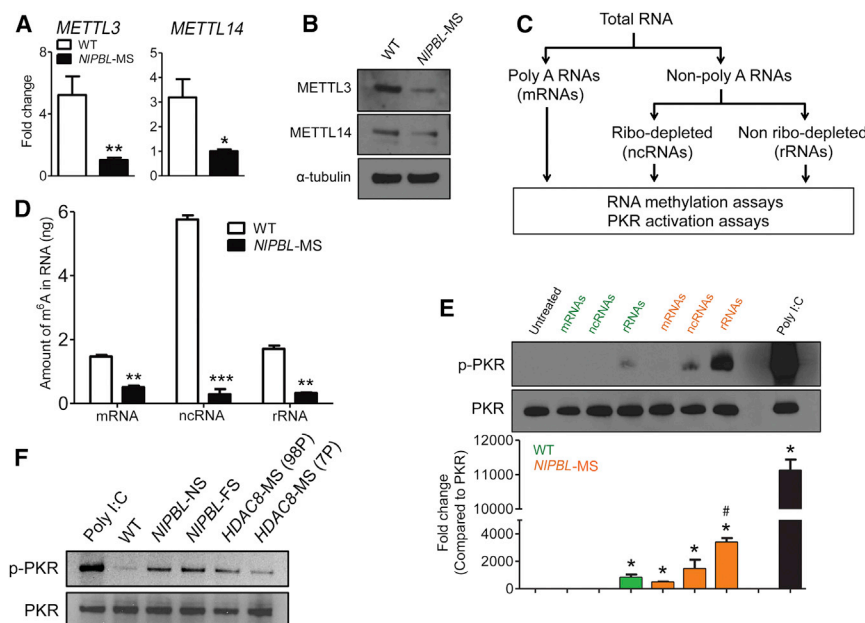 A
METTL3
METTL14
WT
NIPBL-MS
Fold change
8
4
0
**
5
4
3
2
1
0
*
B
WT
NIPBL-MS
METTL3
METTL14
α-tubulin
C
Total RNA
Poly A RNAs
(mRNAs)
Non-poly A RNAs
Ribo-depleted
(ncRNAs)
Non ribo-depleted
(rRNAs)
RNA methylation assays
PKR activation assays
D
Amount of m⁶A in RNA (ng)
6
4
2
0
WT
NIPBL-MS
**
***
**
mRNA
ncRNA
rRNA
E
Untreated
mRNAs
ncRNAs
rRNAs
mRNAs
ncRNAs
rRNAs
Poly I:C
p-PKR
PKR
WT
NIPBL-MS
Fold change
(Compared to PKR)
12000
11000
10000
4000
2000
0
*
*
*
#
*
*
F
Poly I:C
WT
NIPBL-NS
NIPBL-FS
HDAC8-MS (98P)
HDAC8-MS (7P)
p-PKR
PKR